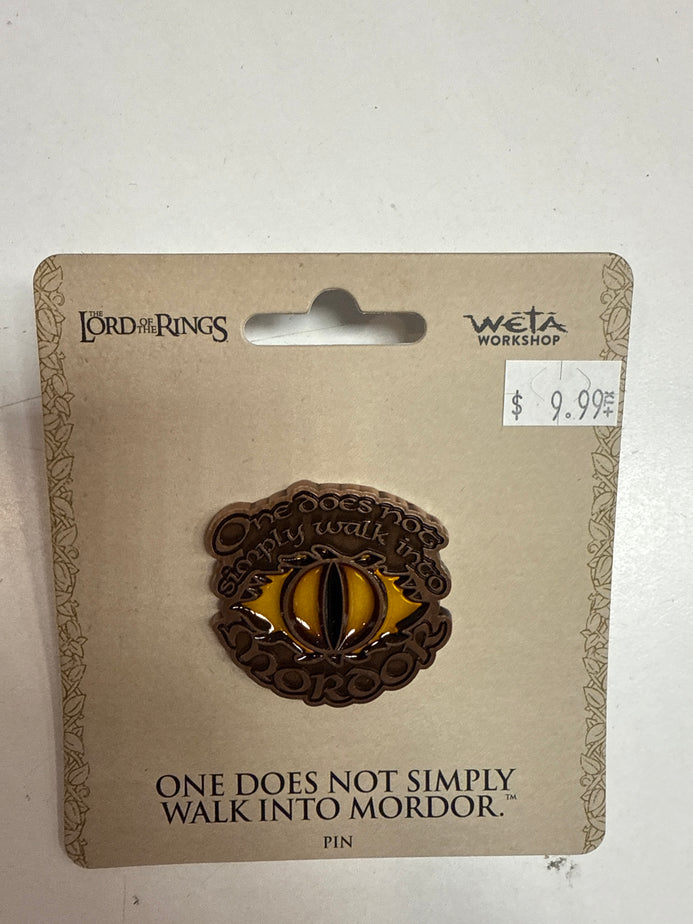 THE LORD OF THE RINGS
WĒTĀ
WORKSHOP
$ 9.99
One does not
simply walk into
MORDOR
ONE DOES NOT SIMPLY
WALK INTO MORDOR.™
PIN